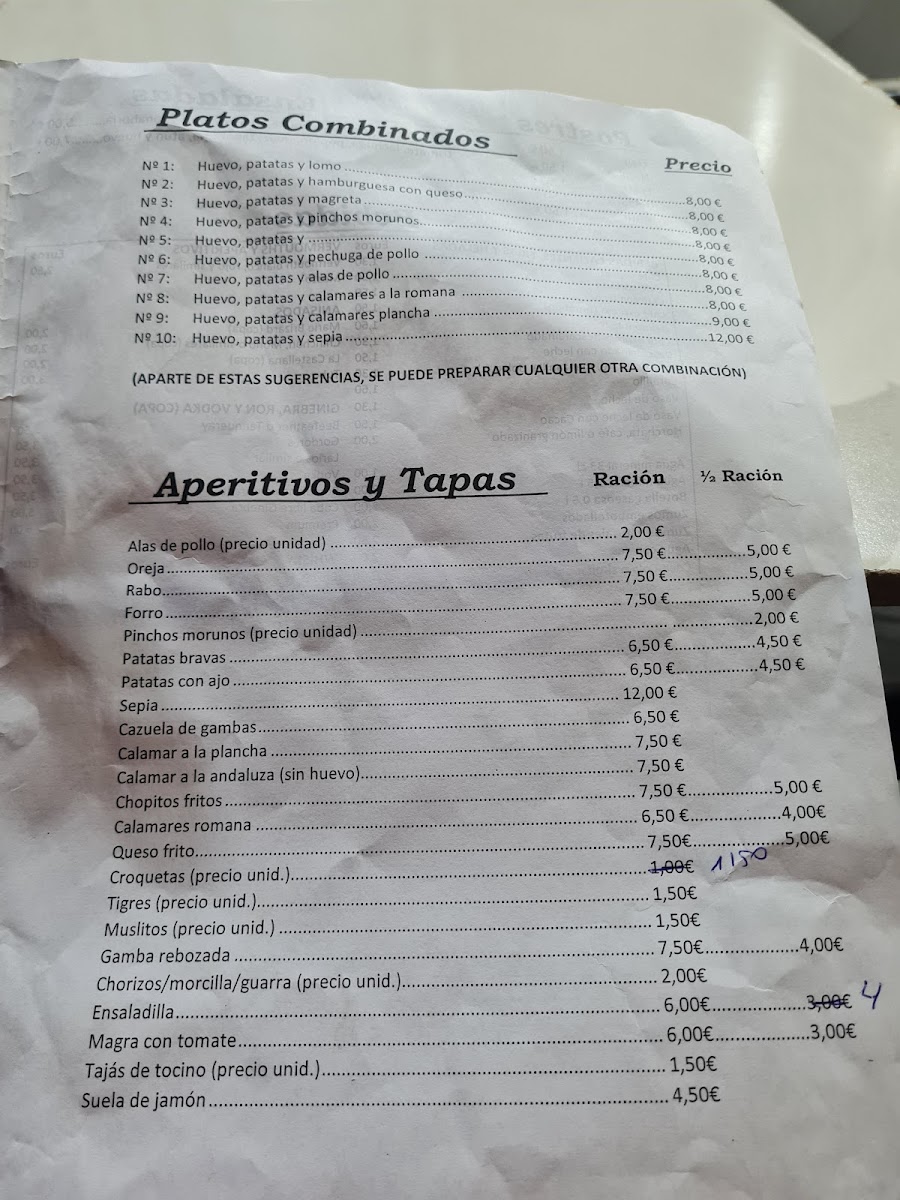 Platos Combinados
Precio
Nº 1: Huevo, patatas y lomo ........ 8,00 €
Nº 2: Huevo, patatas y hamburguesa con queso........ 8,00 €
Nº 3: Huevo, patatas y magreta........ 8,00 €
Nº 4: Huevo, patatas y pinchos morunos........ 8,00 €
Nº 5: Huevo, patatas y ........ 8,00 €
Nº 6: Huevo, patatas y pechuga de pollo ........ 8,00 €
Nº 7: Huevo, patatas y alas de pollo ........ 8,00 €
Nº 8: Huevo, patatas y calamares a la romana ........ 8,00 €
Nº 9: Huevo, patatas y calamares plancha ........ 9,00 €
Nº 10: Huevo, patatas y sepia ........ 12,00 €
(APARTE DE ESTAS SUGERENCIAS, SE PUEDE PREPARAR CUALQUIER OTRA COMBINACIÓN)
Aperitivos y Tapas Ración ½ Ración
Alas de pollo (precio unidad) ........ 2,00 €
Oreja ........ 7,50 €........ 5,00 €
Rabo ........ 7,50 €........ 5,00 €
Forro ........ 7,50 €........ 5,00 €
Pinchos morunos (precio unidad) ........ 2,00 €
Patatas bravas ........ 6,50 €........ 4,50 €
Patatas con ajo ........ 6,50 €........ 4,50 €
Sepia ........ 12,00 €
Cazuela de gambas ........ 6,50 €
Calamar a la plancha ........ 7,50 €
Calamar a la andaluza (sin huevo)........ 7,50 €
Chopitos fritos ........ 7,50 €........ 5,00 €
Calamares romana ........ 6,50 €........ 4,00€
Queso frito ........ 7,50€........ 5,00€
Croquetas (precio unid.)........ 1,00€ 1'50
Tigres (precio unid.)........ 1,50€
Muslitos (precio unid.) ........ 1,50€
Gamba rebozada ........ 7,50€........ 4,00€
Chorizos/morcilla/guarra (precio unid.)........ 2,00€
Ensaladilla ........ 6,00€........ 3,00€ 4
Magra con tomate ........ 6,00€........ 3,00€
Tajás de tocino (precio unid.)........ 1,50€
Suela de jamón ........ 4,50€